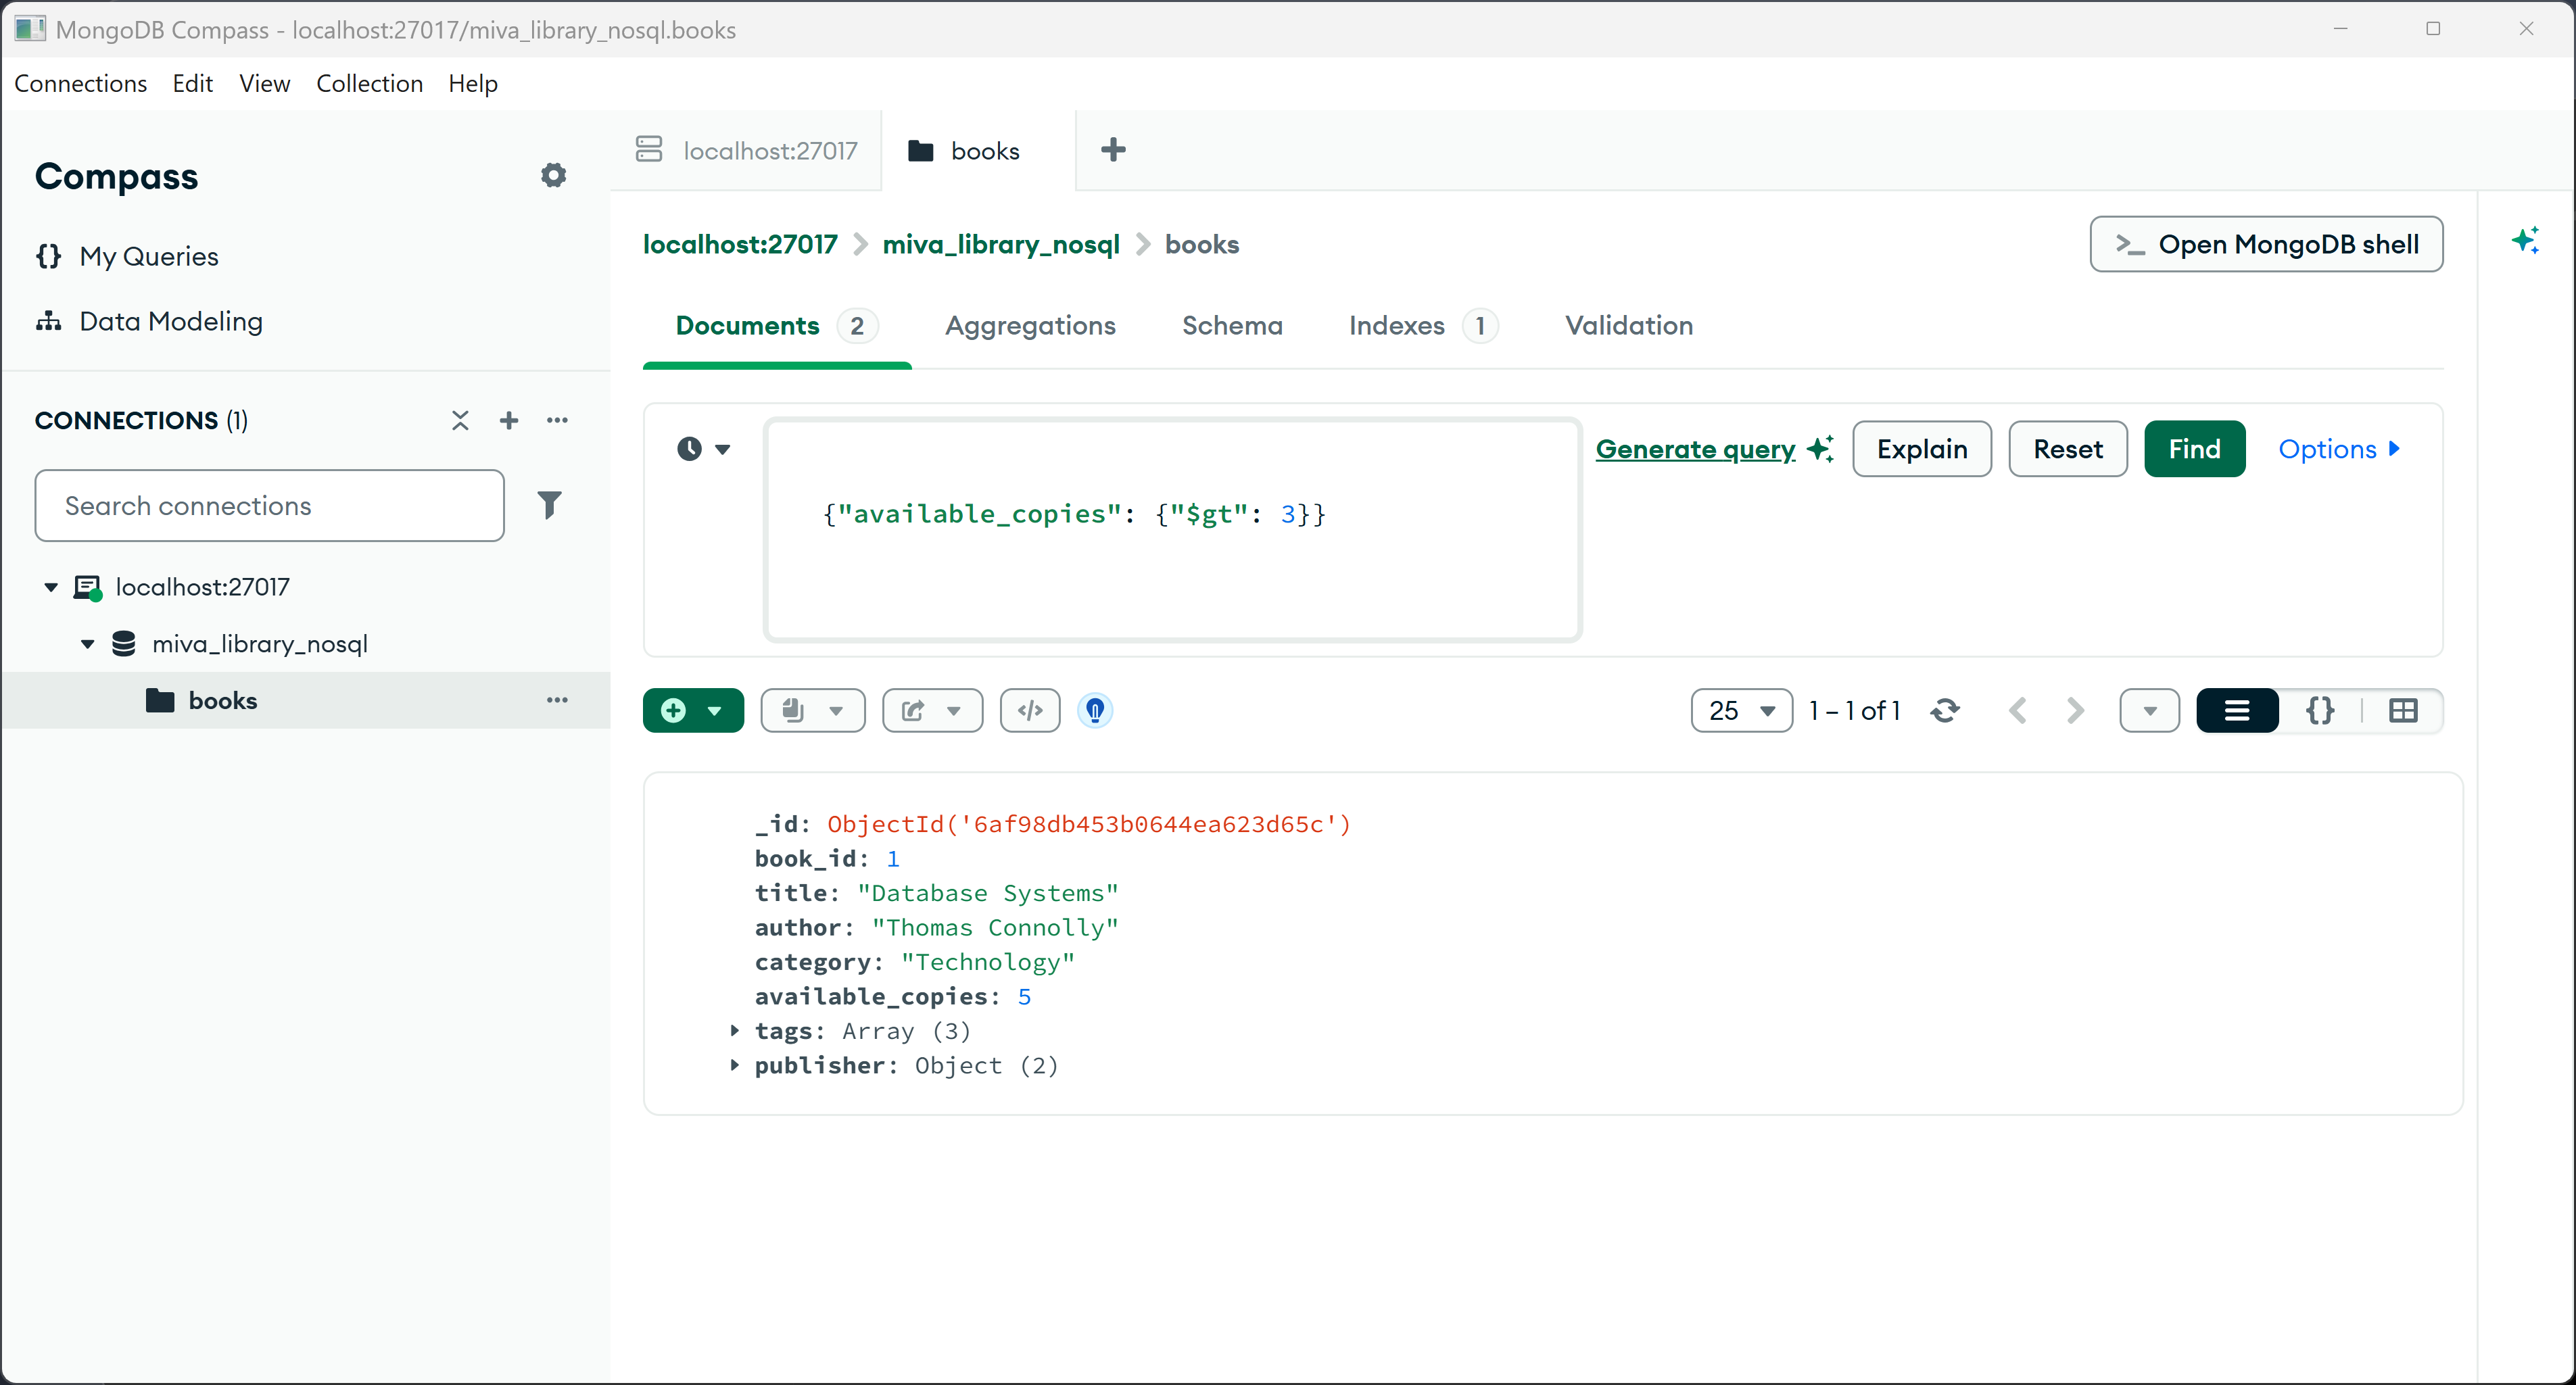 MongoDB Compass - localhost:27017/miva_library_nosql.books
Connections Edit View Collection Help
Compass
My Queries
Data Modeling
CONNECTIONS (1)
Search connections
localhost:27017
miva_library_nosql
books
localhost:27017 books
localhost:27017 > miva_library_nosql > books
>_ Open MongoDB shell
Documents 2 Aggregations Schema Indexes 1 Validation
{"available_copies": {"$gt": 3}}
Generate query Explain Reset Find Options
25 1 – 1 of 1
_id: ObjectId('6af98db453b0644ea623d65c')
book_id: 1
title: "Database Systems"
author: "Thomas Connolly"
category: "Technology"
available_copies: 5
tags: Array (3)
publisher: Object (2)